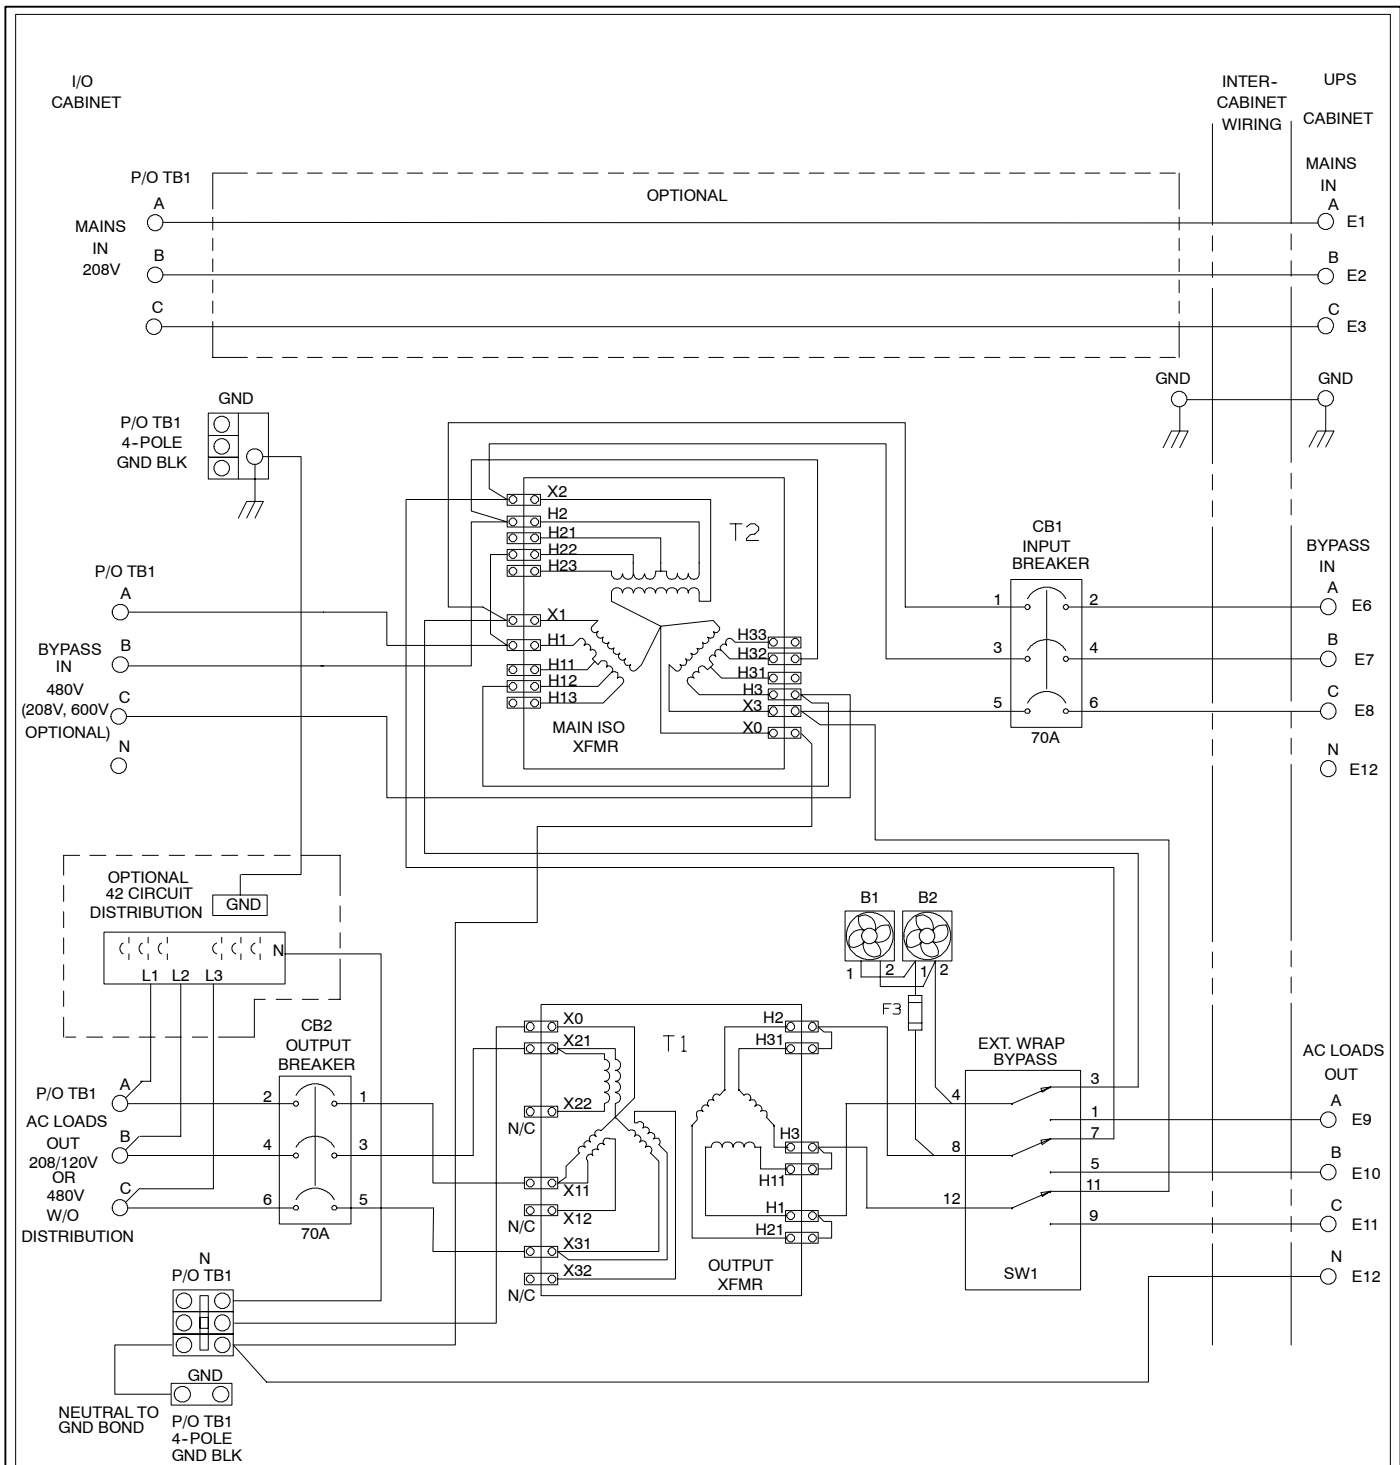 I/O
CABINET
INTER-
CABINET
WIRING
UPS
CABINET
P/O TB1
OPTIONAL
MAINS
IN
A
A
E1
MAINS
IN
208V
B
B
E2
C
C
E3
GND
GND
GND
P/O TB1
4-POLE
GND BLK
X2
H2
H21
H22
H23
T2
X1
H1
H11
H12
H13
H33
H32
H31
H3
X3
X0
MAIN ISO
XFMR
CB1
INPUT
BREAKER
1
2
3
4
5
6
70A
BYPASS
IN
A
E6
B
E7
C
E8
N
E12
P/O TB1
A
B
BYPASS
IN
480V
C
(208V, 600V
OPTIONAL)
N
OPTIONAL
42 CIRCUIT
DISTRIBUTION
GND
N
L1
L2
L3
B1
B2
1
2
1
2
F3
CB2
OUTPUT
BREAKER
2
1
4
3
6
5
70A
P/O TB1
A
AC LOADS
OUT
B
208/120V
OR
480V
C
W/O
DISTRIBUTION
X0
X21
T1
X22
N/C
X11
X12
N/C
X31
X32
N/C
H2
H31
H3
H11
H1
H21
OUTPUT
XFMR
EXT. WRAP
BYPASS
4
3
1
8
7
5
12
11
9
SW1
AC LOADS
OUT
A
E9
B
E10
C
E11
N
E12
N
P/O TB1
GND
NEUTRAL TO
GND BOND
P/O TB1
4-POLE
GND BLK